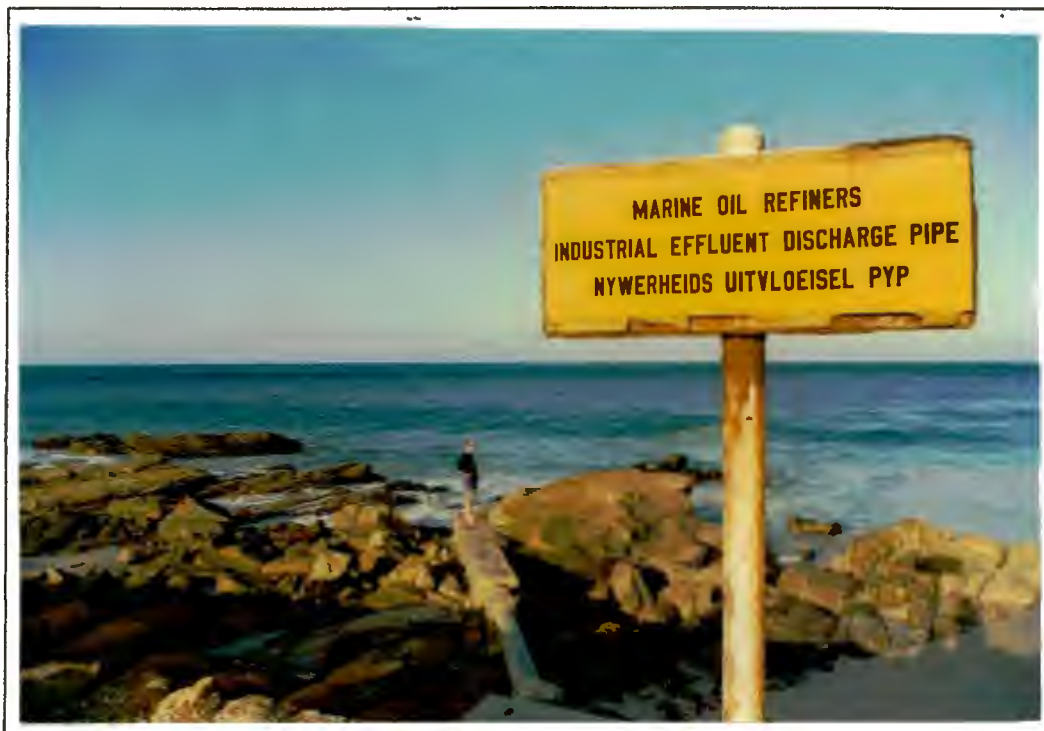 MARINE OIL REFINERS
INDUSTRIAL EFFLUENT DISCHARGE PIPE
NYWERHEIDS UITVLOEISEL PYP